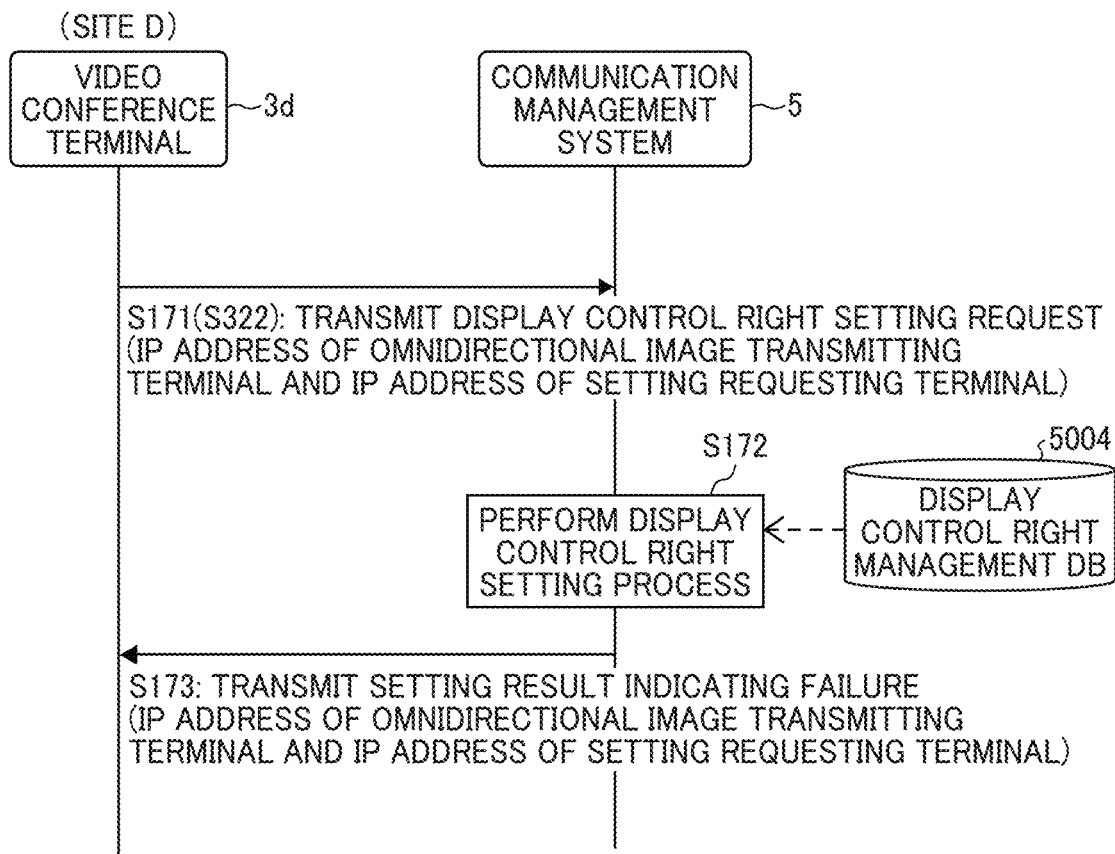 (SITE D)
VIDEO
CONFERENCE
TERMINAL
3d
COMMUNICATION
MANAGEMENT
SYSTEM
5
S171(S322): TRANSMIT DISPLAY CONTROL RIGHT SETTING REQUEST
(IP ADDRESS OF OMNIDIRECTIONAL IMAGE TRANSMITTING
TERMINAL AND IP ADDRESS OF SETTING REQUESTING TERMINAL)
S172
PERFORM DISPLAY
CONTROL RIGHT
SETTING PROCESS
5004
DISPLAY
CONTROL RIGHT
MANAGEMENT DB
S173: TRANSMIT SETTING RESULT INDICATING FAILURE
(IP ADDRESS OF OMNIDIRECTIONAL IMAGE TRANSMITTING
TERMINAL AND IP ADDRESS OF SETTING REQUESTING TERMINAL)